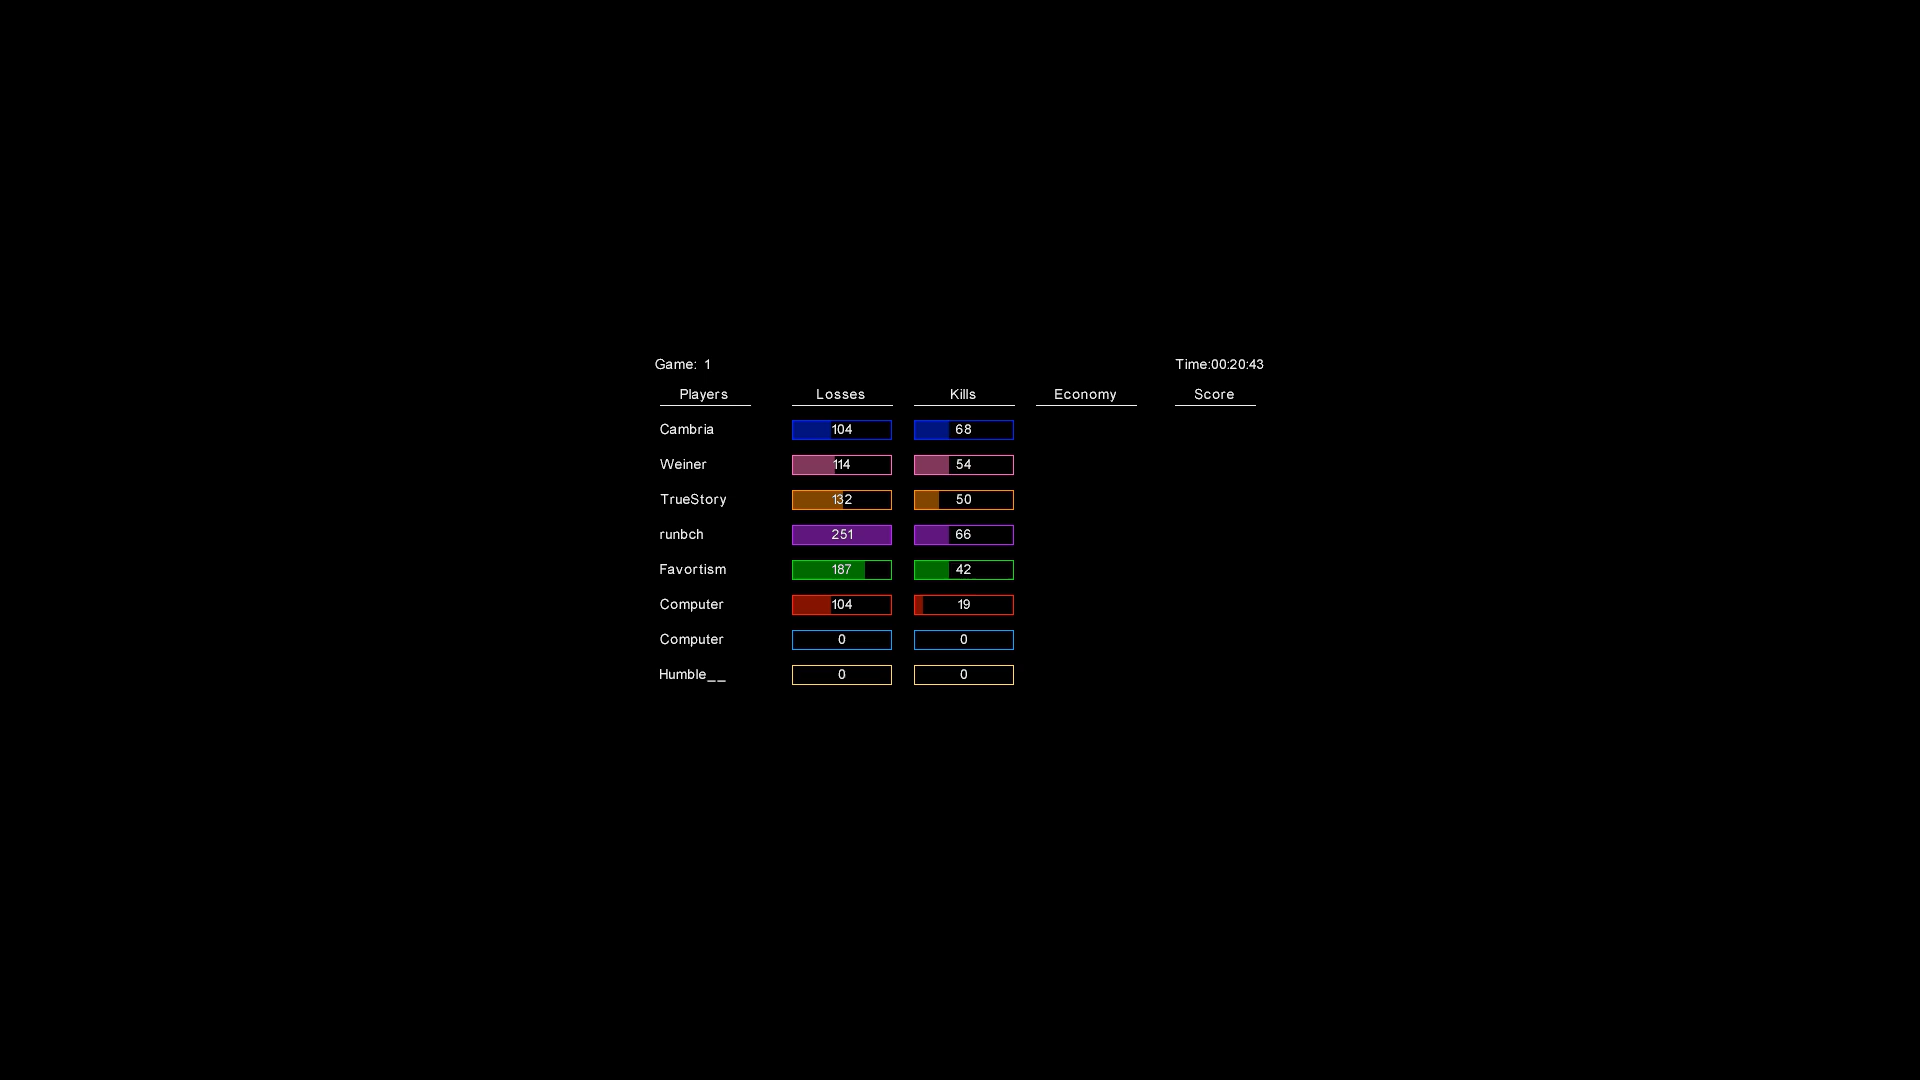 Game: 1 Time:00:20:43
Players Losses Kills Economy Score
Cambria 104 68
Weiner 114 54
TrueStory 132 50
runbch 251 66
Favortism 187 42
Computer 104 19
Computer 0 0
Humble__ 0 0